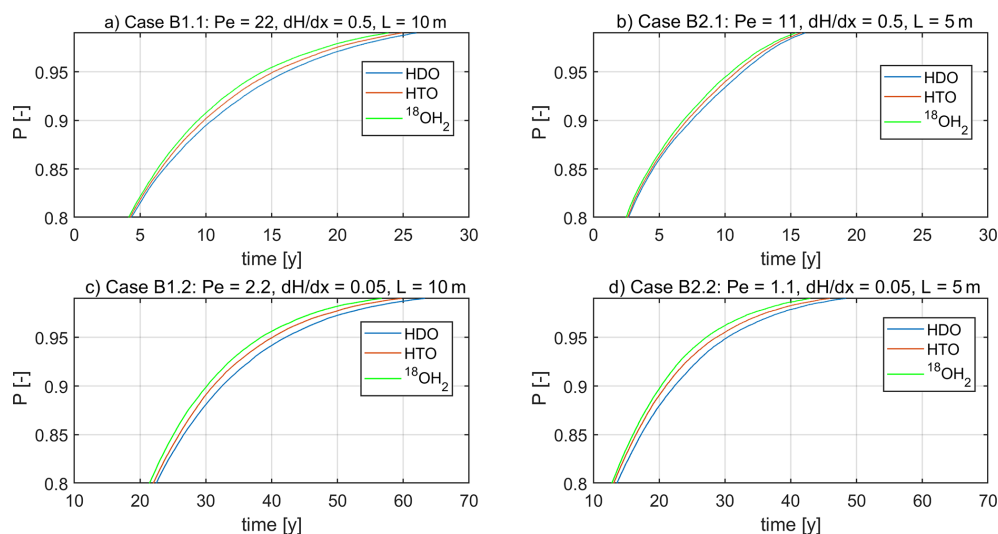 a) Case B1.1: Pe = 22, dH/dx = 0.5, L = 10 m
P [-]
0.95
0.9
0.85
0.8
HDO
HTO
¹⁸OH₂
0 5 10 15 20 25 30
time [y]
b) Case B2.1: Pe = 11, dH/dx = 0.5, L = 5 m
P [-]
0.95
0.9
0.85
0.8
HDO
HTO
¹⁸OH₂
0 5 10 15 20 25 30
time [y]
c) Case B1.2: Pe = 2.2, dH/dx = 0.05, L = 10 m
P [-]
0.95
0.9
0.85
0.8
HDO
HTO
¹⁸OH₂
10 20 30 40 50 60 70
time [y]
d) Case B2.2: Pe = 1.1, dH/dx = 0.05, L = 5 m
P [-]
0.95
0.9
0.85
0.8
HDO
HTO
¹⁸OH₂
10 20 30 40 50 60 70
time [y]